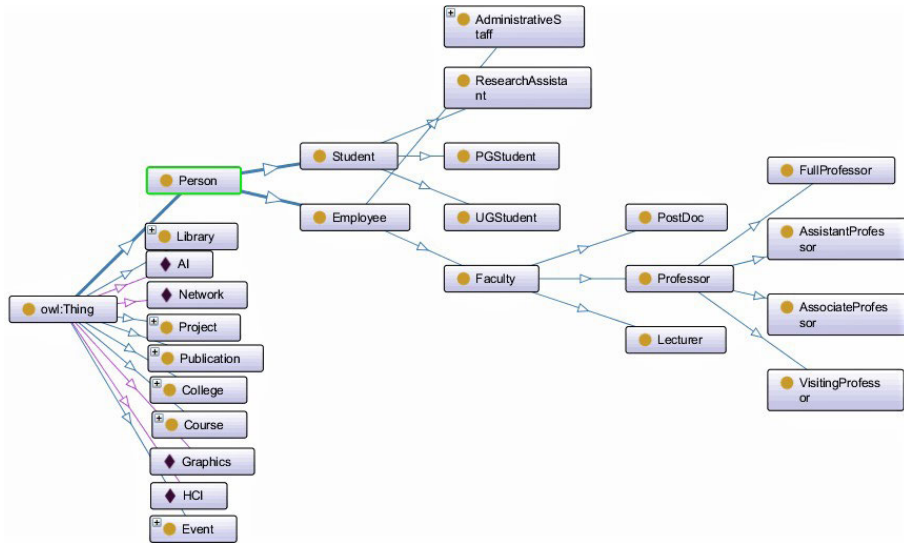 AdministrativeS
taff
ResearchAssista
nt
Student
PGStudent
Person
FullProfessor
Employee
UGStudent
PostDoc
Library
AssistantProfes
sor
AI
Faculty
Professor
Network
owl:Thing
AssociateProfes
sor
Project
Lecturer
Publication
College
VisitingProfess
or
Course
Graphics
HCI
Event